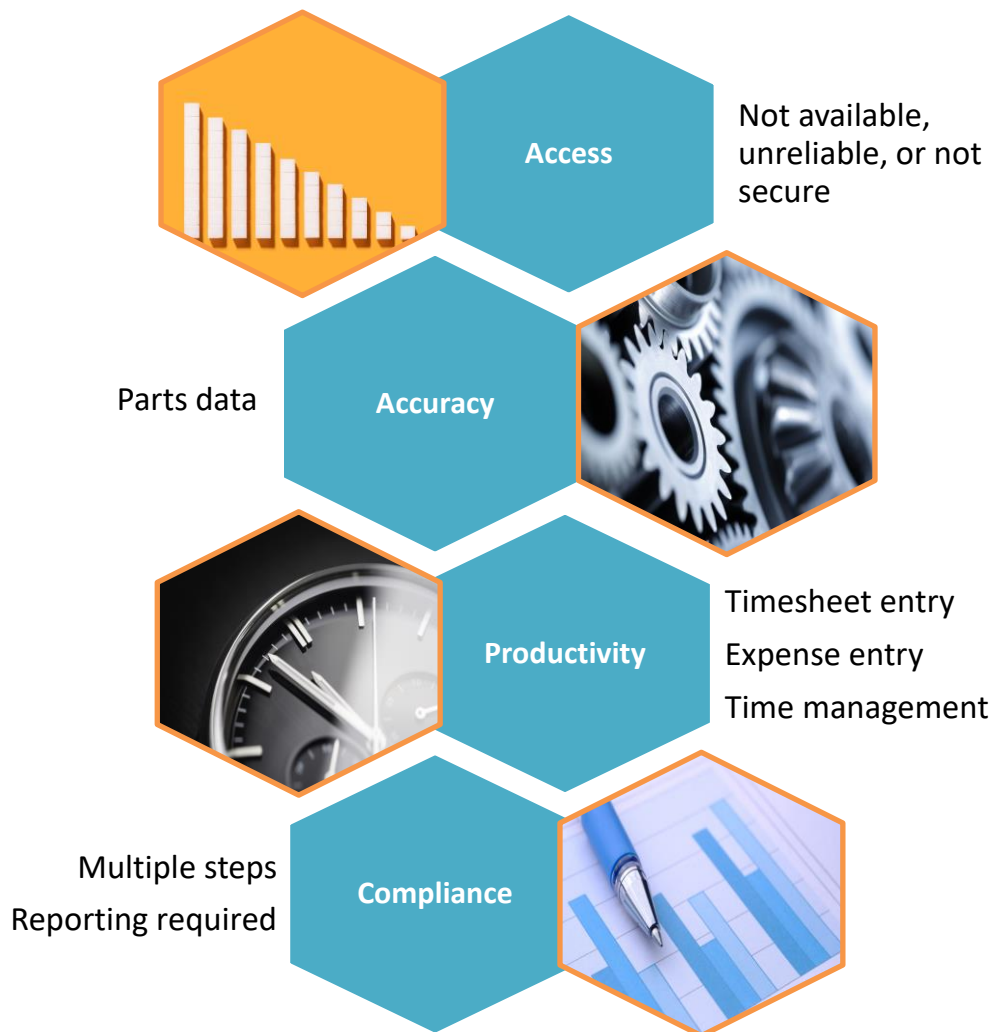 Access
Not available,
unreliable, or not
secure
Parts data
Accuracy
Productivity
Timesheet entry
Expense entry
Time management
Multiple steps
Reporting required
Compliance